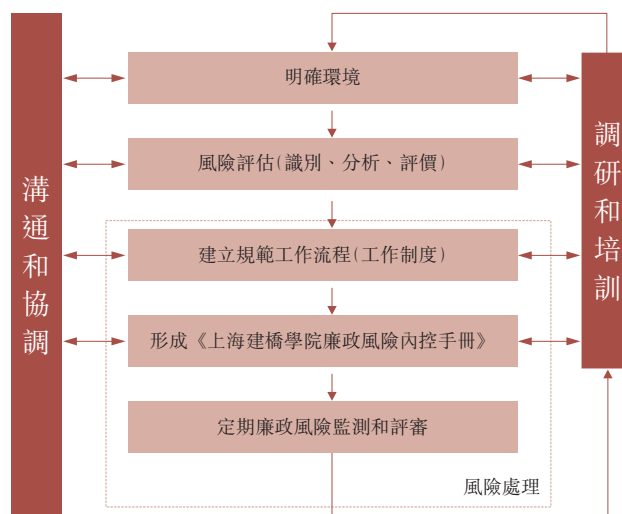 明確環境
風險評估(識別、分析、評價)
建立規範工作流程(工作制度)
形成《上海建橋學院廉政風險內控手冊》
定期廉政風險監測和評審
風險處理
溝通和協調
調研和培訓